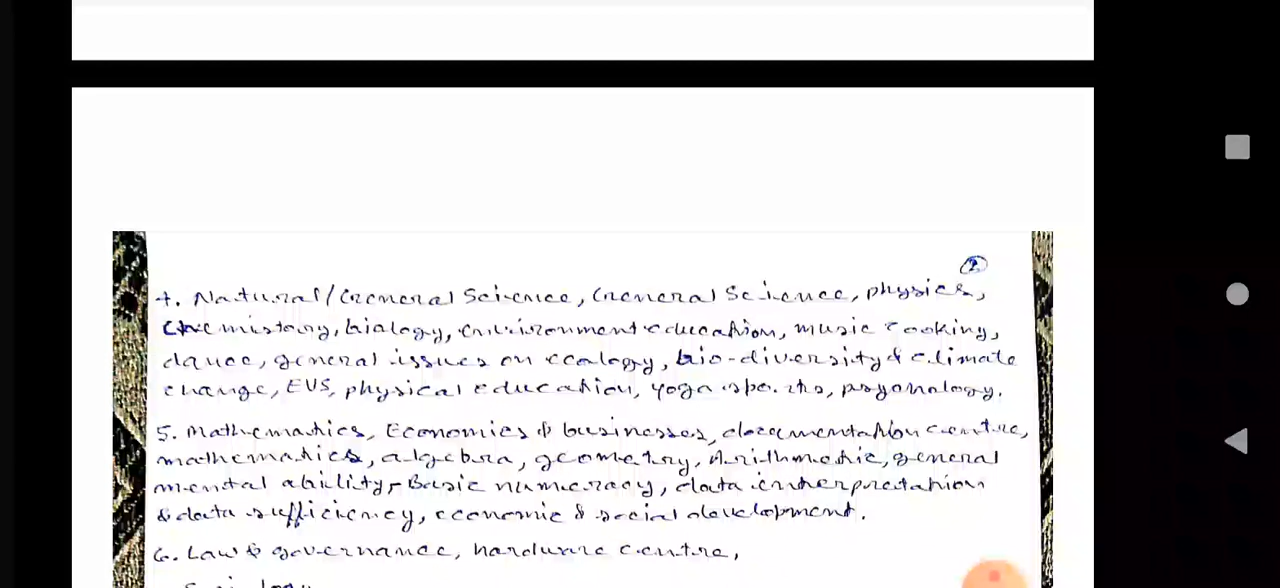 2
4. Natural/General Science, General Science, physics,
Chemistry, biology, environment education, music cooking,
dance, general issues on ecology, bio-diversity & climate
change, EVS, physical education, yoga sports,
5. Mathematics, Economics & businesses, documentation centre,
mathematics, algebra, geometry, Arithmetic, general
mental ability, Basic numeracy, data interpretation
& data sufficiency, economic & social development.
6. Law & governance, hardware centre,